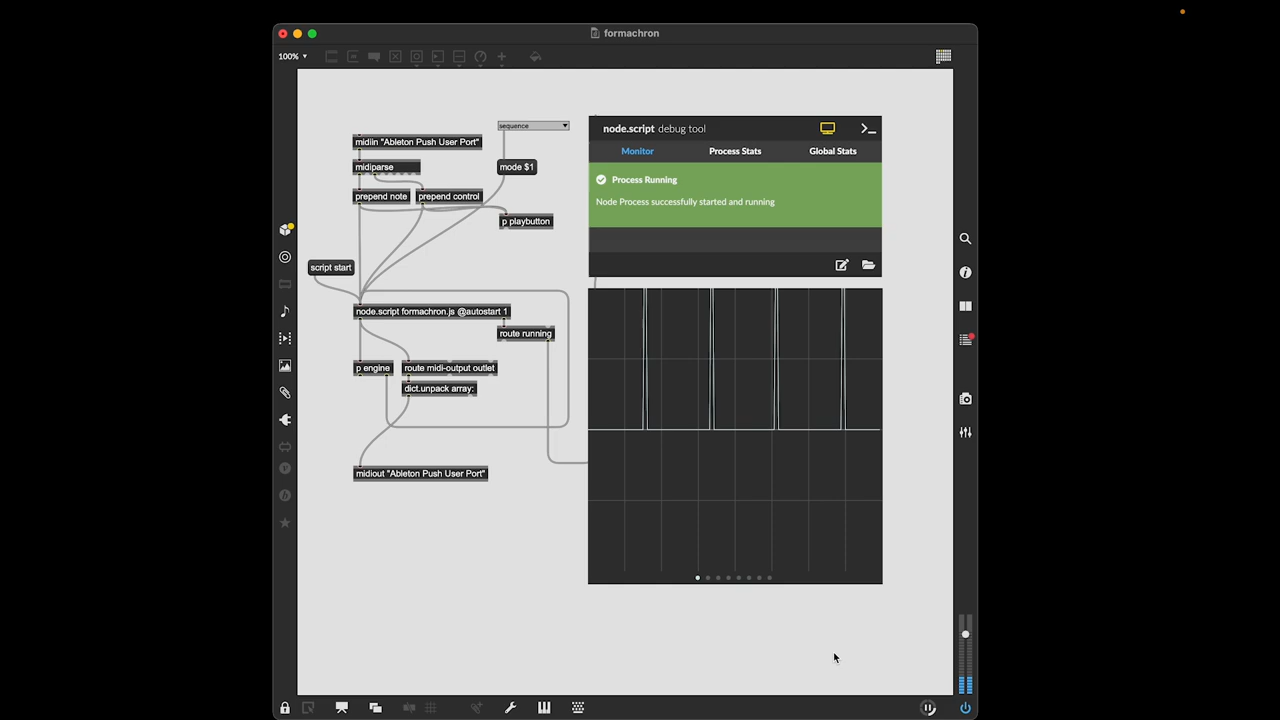 formachron
100%
sequence
midiin "Ableton Push User Port"
midiparse
mode $1
prepend note
prepend control
p playbutton
script start
node.script formachron.js @autostart 1
route running
p engine
route midi-output outlet
dict.unpack array:
midiout "Ableton Push User Port"
node.script debug tool
Monitor
Process Stats
Global Stats
Process Running
Node Process successfully started and running